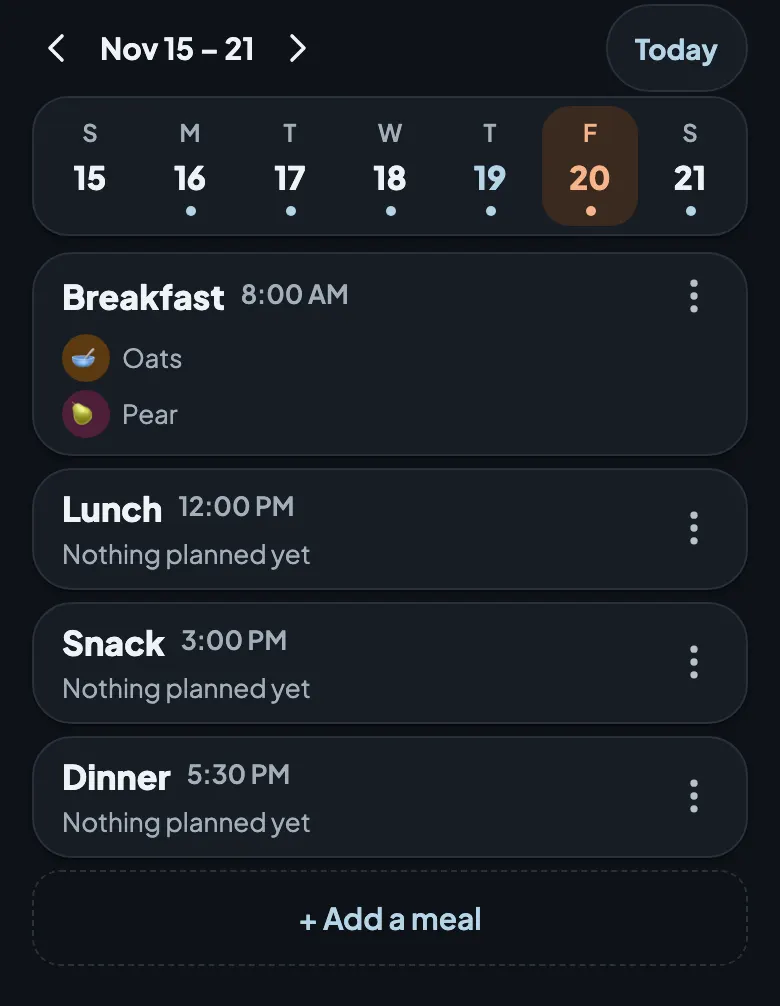 Nov 15 – 21
Today
S M T W T F S
15 16 17 18 19 20 21
Breakfast 8:00 AM
Oats
Pear
Lunch 12:00 PM
Nothing planned yet
Snack 3:00 PM
Nothing planned yet
Dinner 5:30 PM
Nothing planned yet
+ Add a meal